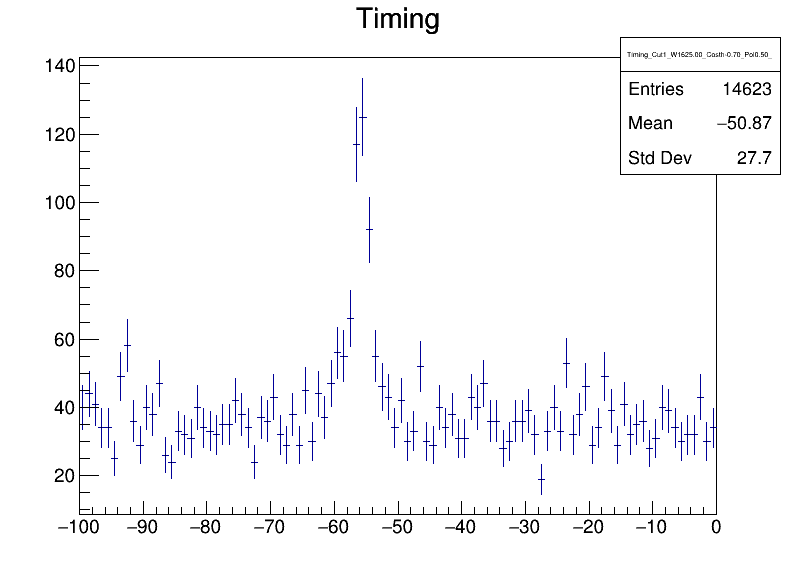 Timing
Timing_Cut1_W1625.00_Costh-0.70_Pol0.50_
Entries 14623
Mean −50.87
Std Dev 27.7
140
120
100
80
60
40
20
−100 −90 −80 −70 −60 −50 −40 −30 −20 −10 0